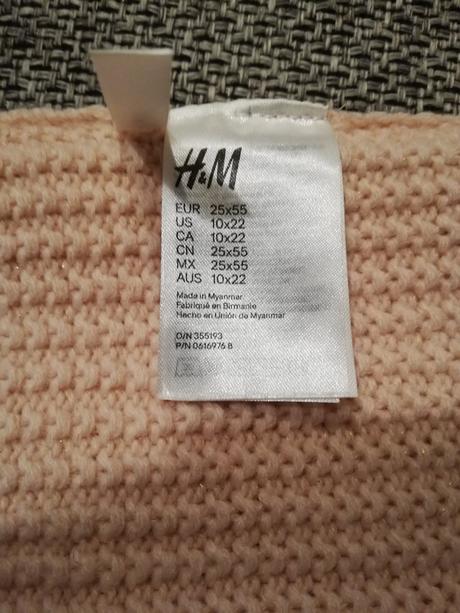 H&M
EUR 25x55
US 10x22
CA 10x22
CN 25x55
MX 25x55
AUS 10x22
Made in Myanmar
Fabriqué en Birmanie
Hecho en Unión de Myanmar
O/N 355193
P/N 0616976 B